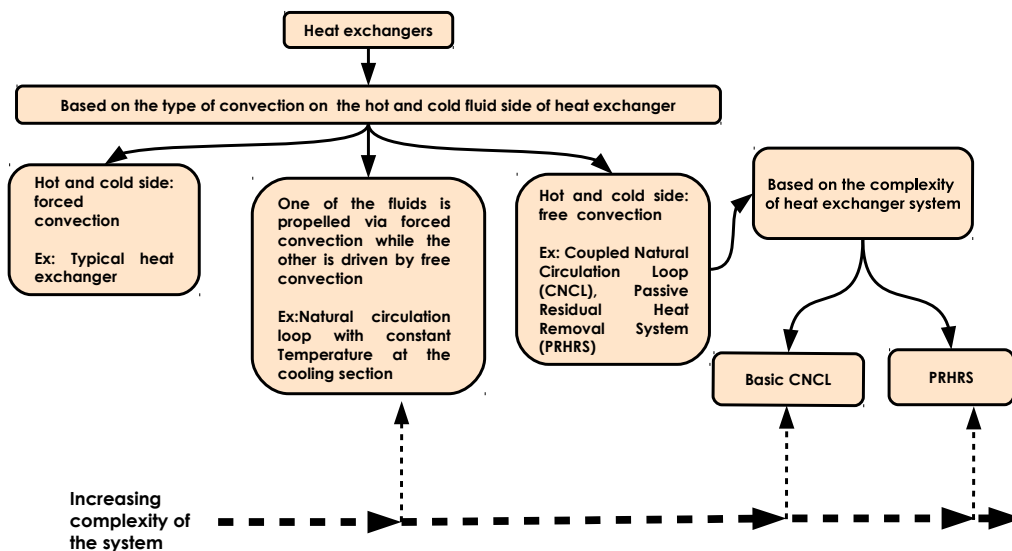 Heat exchangers
Based on the type of convection on the hot and cold fluid side of heat exchanger
Hot and cold side:
forced
convection
Ex: Typical heat
exchanger
One of the fluids is
propelled via forced
convection while the
other is driven by free
convection
Ex:Natural circulation
loop with constant
Temperature at the
cooling section
Hot and cold side:
free convection
Ex: Coupled Natural
Circulation Loop
(CNCL), Passive
Residual Heat
Removal System
(PRHRS)
Based on the complexity
of heat exchanger system
Basic CNCL
PRHRS
Increasing
complexity of
the system